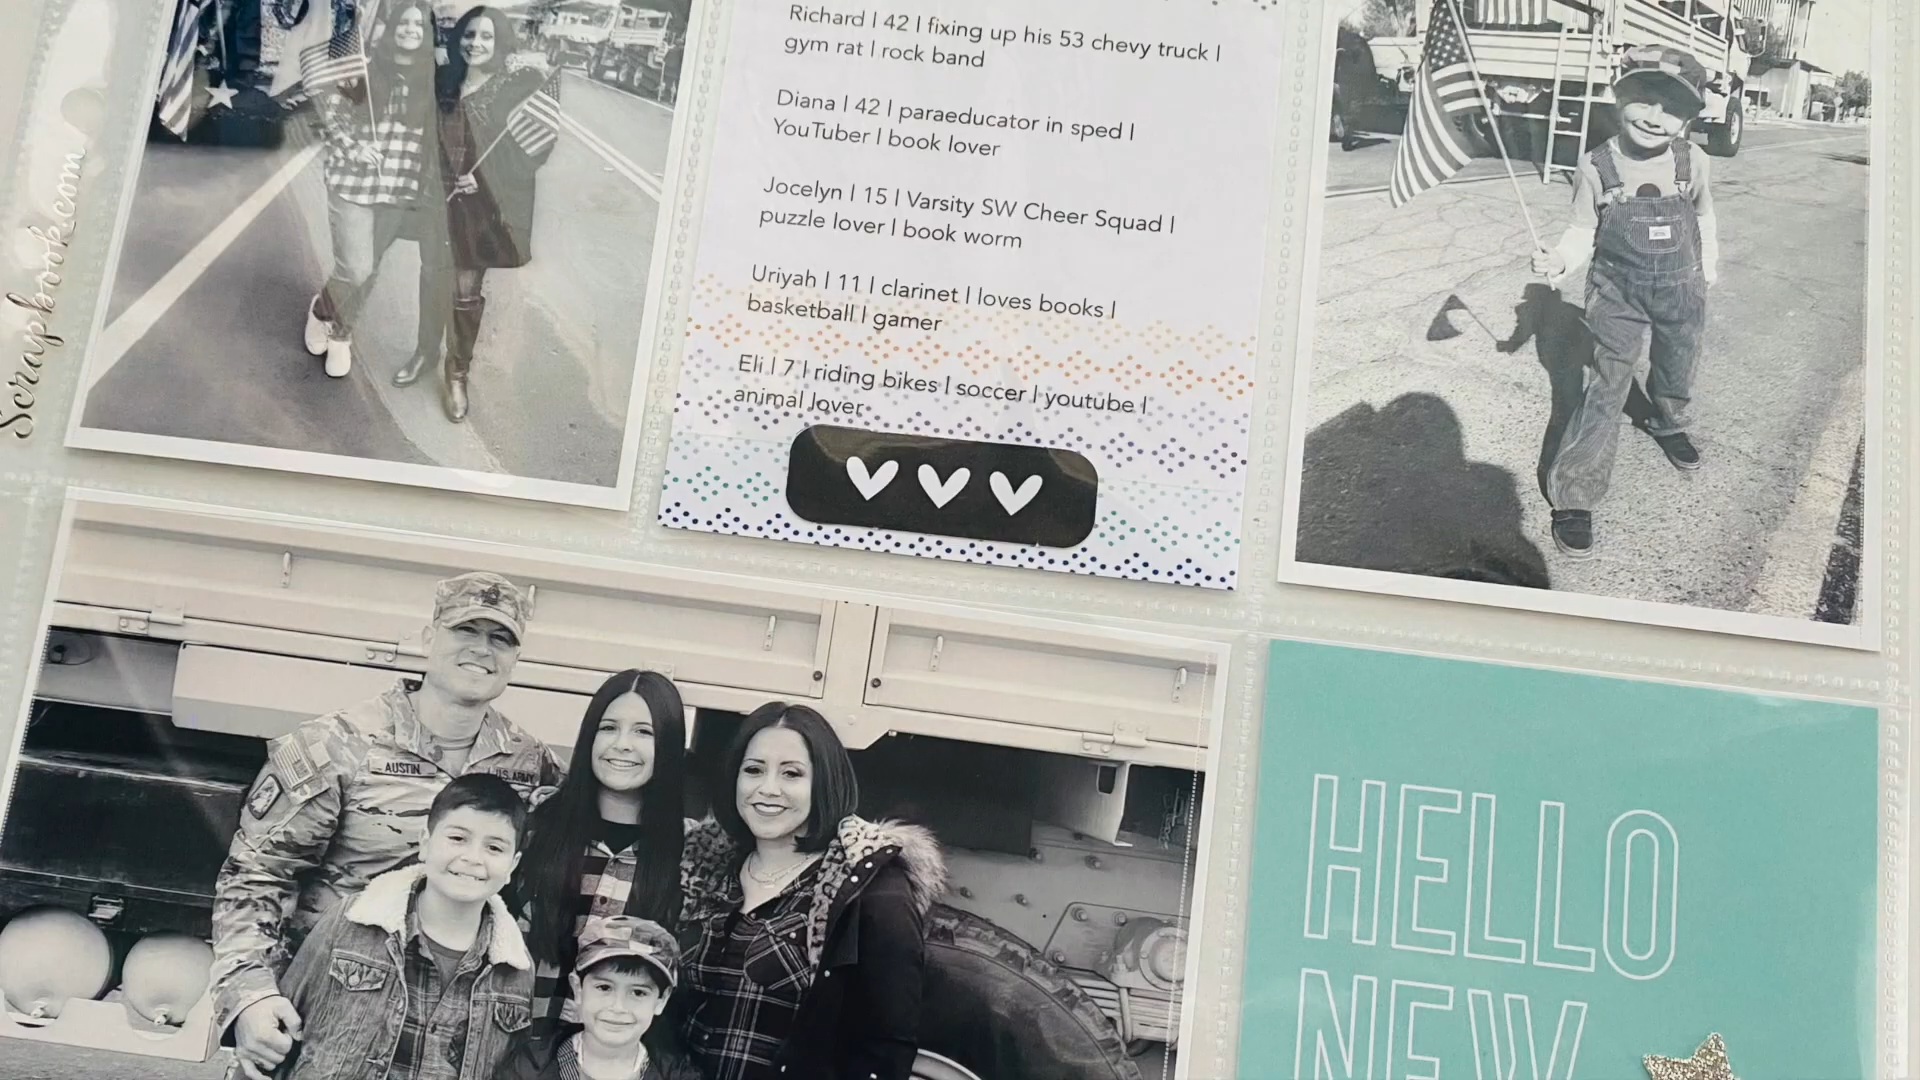 Scrapbook.com
Richard | 42 | fixing up his 53 chevy truck |
gym rat | rock band
Diana | 42 | paraeducator in sped |
YouTuber | book lover
Jocelyn | 15 | Varsity SW Cheer Squad |
puzzle lover | book worm
Uriyah | 11 | clarinet | loves books |
basketball | gamer
Eli | 7 | riding bikes | soccer | youtube |
animal lover
AUSTIN
U.S. ARMY
HELLO
NEW